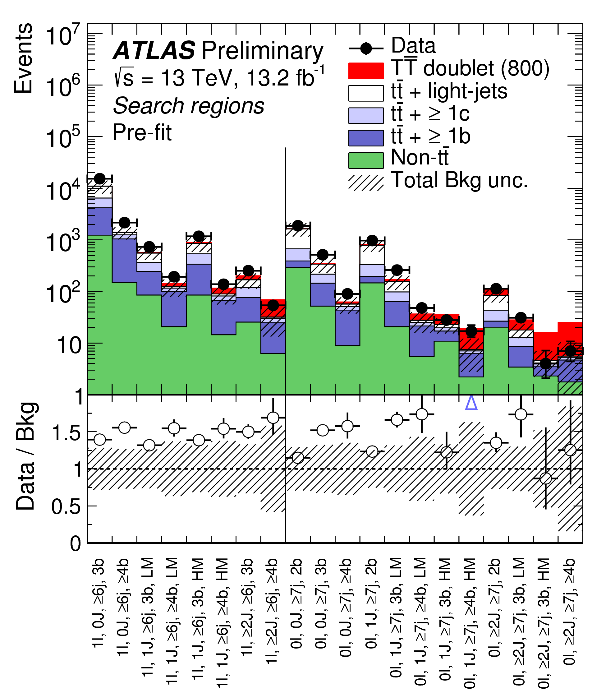 Events
10⁷
10⁶
10⁵
10⁴
10³
10²
10
1
ATLAS Preliminary
√s = 13 TeV, 13.2 fb⁻¹
Search regions
Pre-fit
Data
TT̅ doublet (800)
tt̅ + light-jets
tt̅ + ≥ 1c
tt̅ + ≥ 1b
Non-tt̅
Total Bkg unc.
Data / Bkg
1.5
1
0.5
0
1l, 0J, ≥6j, 3b
1l, 0J, ≥6j, ≥4b
1l, 1J, ≥6j, 3b, LM
1l, 1J, ≥6j, ≥4b, LM
1l, 1J, ≥6j, 3b, HM
1l, 1J, ≥6j, ≥4b, HM
1l, ≥2J, ≥6j, 3b
1l, ≥2J, ≥6j, ≥4b
0l, 0J, ≥7j, 2b
0l, 0J, ≥7j, 3b
0l, 0J, ≥7j, ≥4b
0l, 1J, ≥7j, 2b
0l, 1J, ≥7j, 3b, LM
0l, 1J, ≥7j, ≥4b, LM
0l, 1J, ≥7j, 3b, HM
0l, 1J, ≥7j, ≥4b, HM
0l, ≥2J, ≥7j, 2b
0l, ≥2J, ≥7j, 3b, LM
0l, ≥2J, ≥7j, 3b, HM
0l, ≥2J, ≥7j, ≥4b